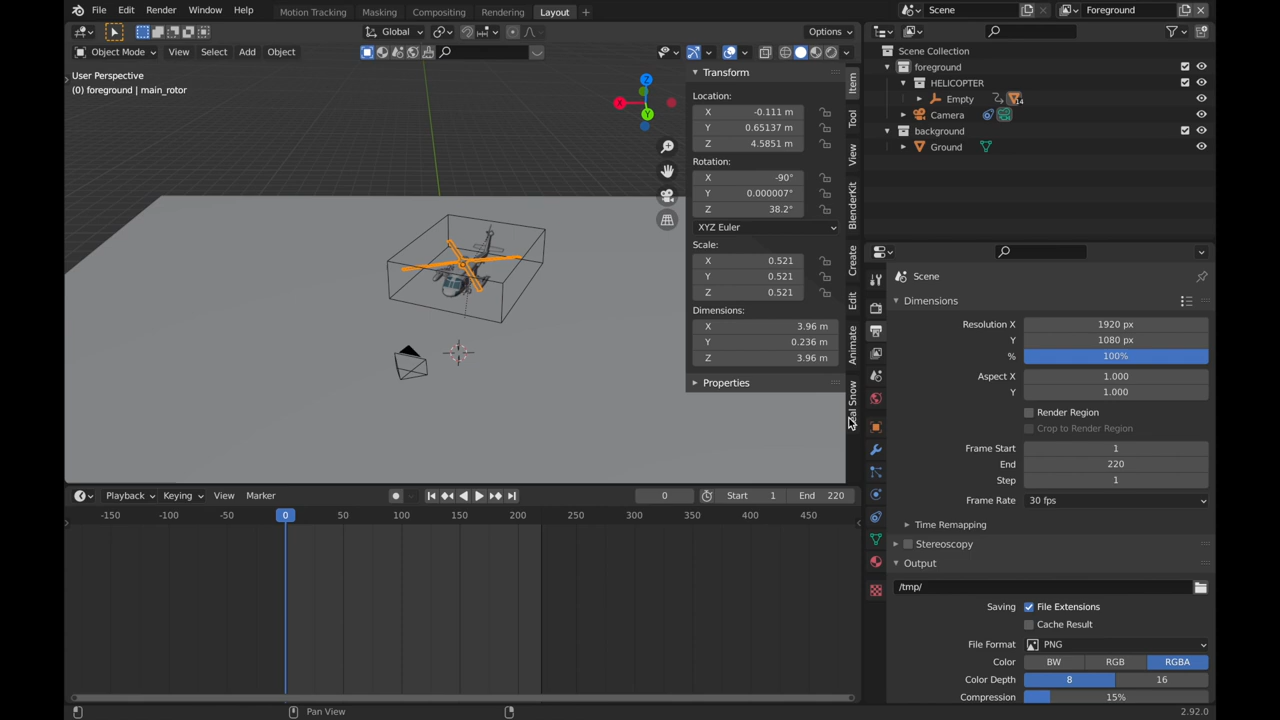 File Edit Render Window Help
Motion Tracking Masking Compositing Rendering Layout +
Scene
Foreground
Global
Options
Object Mode View Select Add Object
User Perspective
(0) foreground | main_rotor
Z
X
Y
Transform
Location:
X -0.111 m
Y 0.65137 m
Z 4.5851 m
Rotation:
X -90°
Y 0.000007°
Z 38.2°
XYZ Euler
Scale:
X 0.521
Y 0.521
Z 0.521
Dimensions:
X 3.96 m
Y 0.236 m
Z 3.96 m
Properties
Item
Tool
View
BlenderKit
Create
Edit
Animate
Snow
Scene Collection
foreground
HELICOPTER
Empty 14
Camera
background
Ground
Scene
Dimensions
Resolution X 1920 px
Y 1080 px
% 100%
Aspect X 1.000
Y 1.000
Render Region
Crop to Render Region
Frame Start 1
End 220
Step 1
Frame Rate 30 fps
Time Remapping
Stereoscopy
Output
/tmp/
Saving File Extensions
Cache Result
File Format PNG
Color BW RGB RGBA
Color Depth 8 16
Compression 15%
Playback Keying View Marker
0 Start 1 End 220
-150 -100 -50 0 50 100 150 200 250 300 350 400 450
Pan View
2.92.0